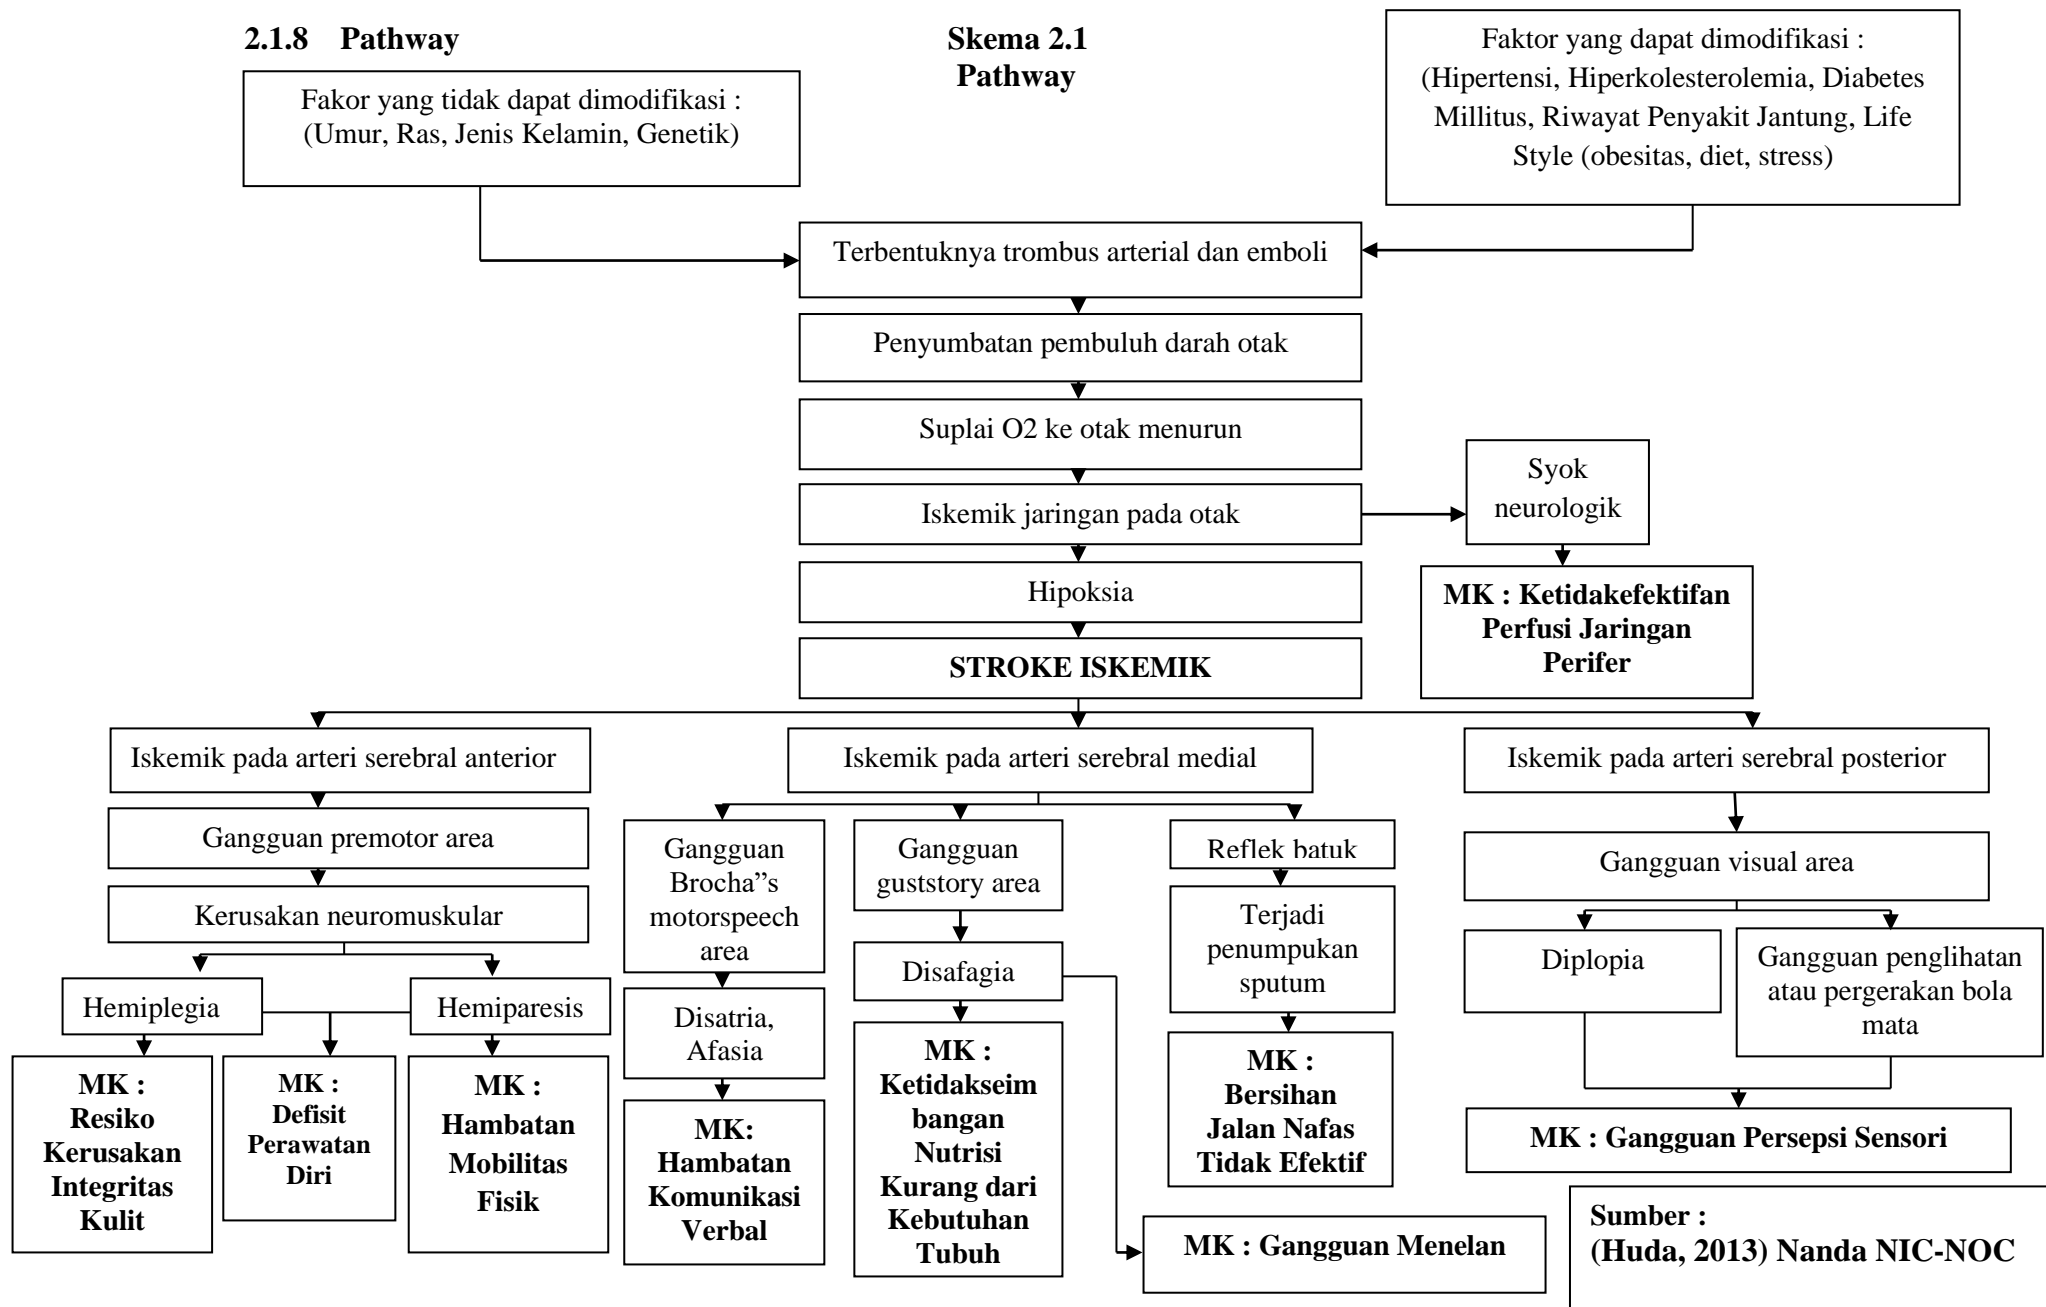 2.1.8 Pathway
Skema 2.1
Pathway
Fakor yang tidak dapat dimodifikasi :
(Umur, Ras, Jenis Kelamin, Genetik)
Faktor yang dapat dimodifikasi :
(Hipertensi, Hiperkolesterolemia, Diabetes
Millitus, Riwayat Penyakit Jantung, Life
Style (obesitas, diet, stress)
Terbentuknya trombus arterial dan emboli
Penyumbatan pembuluh darah otak
Suplai O2 ke otak menurun
Iskemik jaringan pada otak
Syok
neurologik
Hipoksia
MK : Ketidakefektifan
Perfusi Jaringan
Perifer
STROKE ISKEMIK
Iskemik pada arteri serebral anterior
Iskemik pada arteri serebral medial
Iskemik pada arteri serebral posterior
Gangguan premotor area
Kerusakan neuromuskular
Hemiplegia
Hemiparesis
MK :
Resiko
Kerusakan
Integritas
Kulit
MK :
Defisit
Perawatan
Diri
MK :
Hambatan
Mobilitas
Fisik
Gangguan
Brocha”s
motorspeech
area
Disatria,
Afasia
MK:
Hambatan
Komunikasi
Verbal
Gangguan
guststory area
Disafagia
MK :
Ketidakseim
bangan
Nutrisi
Kurang dari
Kebutuhan
Tubuh
Reflek batuk
Terjadi
penumpukan
sputum
MK :
Bersihan
Jalan Nafas
Tidak Efektif
MK : Gangguan Menelan
Gangguan visual area
Diplopia
Gangguan penglihatan
atau pergerakan bola
mata
MK : Gangguan Persepsi Sensori
Sumber :
(Huda, 2013) Nanda NIC-NOC